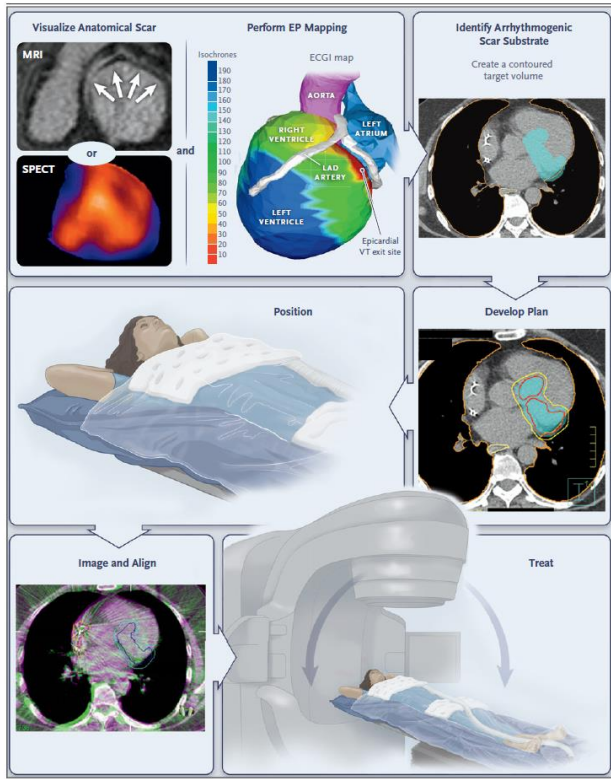 Visualize Anatomical Scar
MRI
or
SPECT
and
Perform EP Mapping
Isochrones
190
180
170
160
150
140
130
120
110
100
90
80
70
60
50
40
30
20
10
ECGI map
AORTA
RIGHT
VENTRICLE
LEFT
ATRIUM
LAD
ARTERY
LEFT
VENTRICLE
Epicardial
VT exit site
Identify Arrhythmogenic
Scar Substrate
Create a contoured
target volume
Develop Plan
Position
Image and Align
Treat